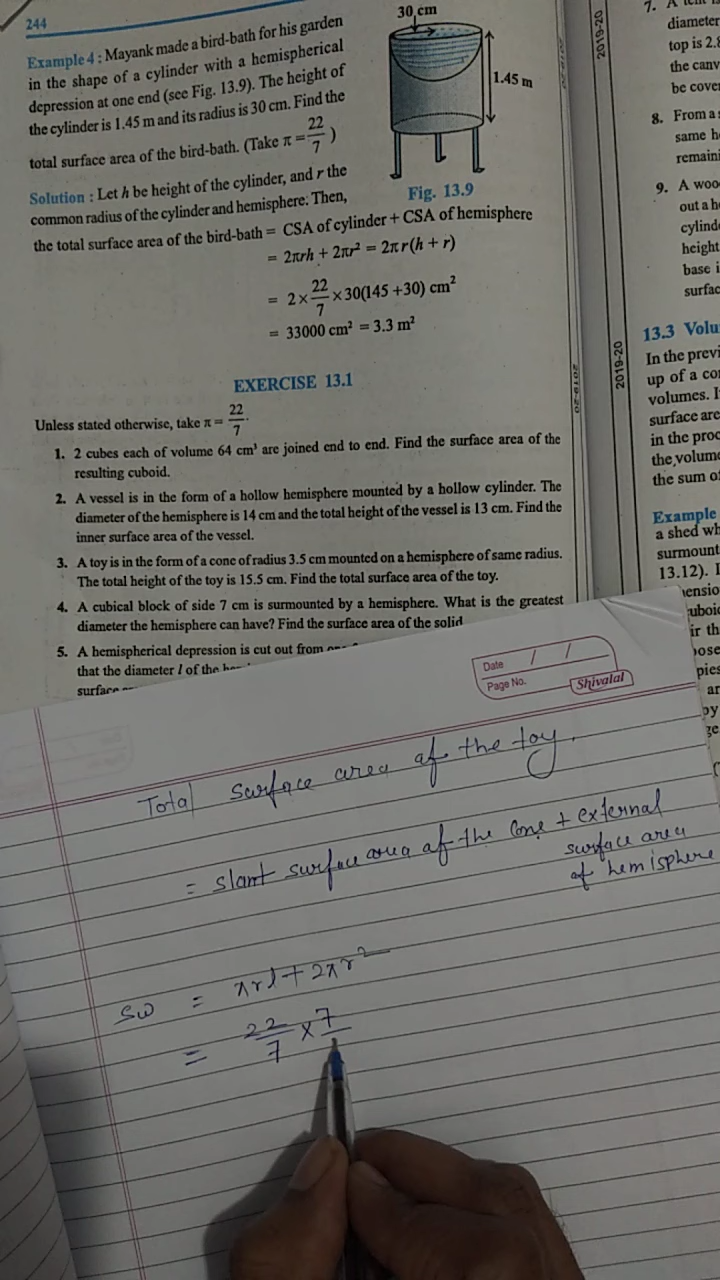 244
Example 4 : Mayank made a bird-bath for his garden
in the shape of a cylinder with a hemispherical
depression at one end (see Fig. 13.9). The height of
the cylinder is 1.45 m and its radius is 30 cm. Find the
total surface area of the bird-bath. (Take π = 22/7)
30 cm
1.45 m
Fig. 13.9
Solution : Let h be height of the cylinder, and r the
common radius of the cylinder and hemisphere. Then,
the total surface area of the bird-bath = CSA of cylinder + CSA of hemisphere
= 2πrh + 2πr² = 2πr(h + r)
= 2 × 22/7 × 30(145 + 30) cm²
= 33000 cm² = 3.3 m²
EXERCISE 13.1
Unless stated otherwise, take π = 22/7.
1. 2 cubes each of volume 64 cm³ are joined end to end. Find the surface area of the
resulting cuboid.
2. A vessel is in the form of a hollow hemisphere mounted by a hollow cylinder. The
diameter of the hemisphere is 14 cm and the total height of the vessel is 13 cm. Find the
inner surface area of the vessel.
3. A toy is in the form of a cone of radius 3.5 cm mounted on a hemisphere of same radius.
The total height of the toy is 15.5 cm. Find the total surface area of the toy.
4. A cubical block of side 7 cm is surmounted by a hemisphere. What is the greatest
diameter the hemisphere can have? Find the surface area of the solid
5. A hemispherical depression is cut out from
that the diameter l of the
surface
2019-20
2019-20
2019-20
7. A
diameter
top is 2.8
the canv
be cover
8. From a
same h
remaini
9. A woo
out a h
cylind
height
base i
surfac
13.3 Volu
In the previ
up of a co
volumes. I
surface are
in the proc
the volume
the sum of
Example
a shed wh
surmount
13.12). I
Date / /
Page No.
Shivalal
Total surface area of the toy.
= slant surface area of the cone + external
surface area
of hemisphere
= πrl + 2πr²
= 22/7 × 7